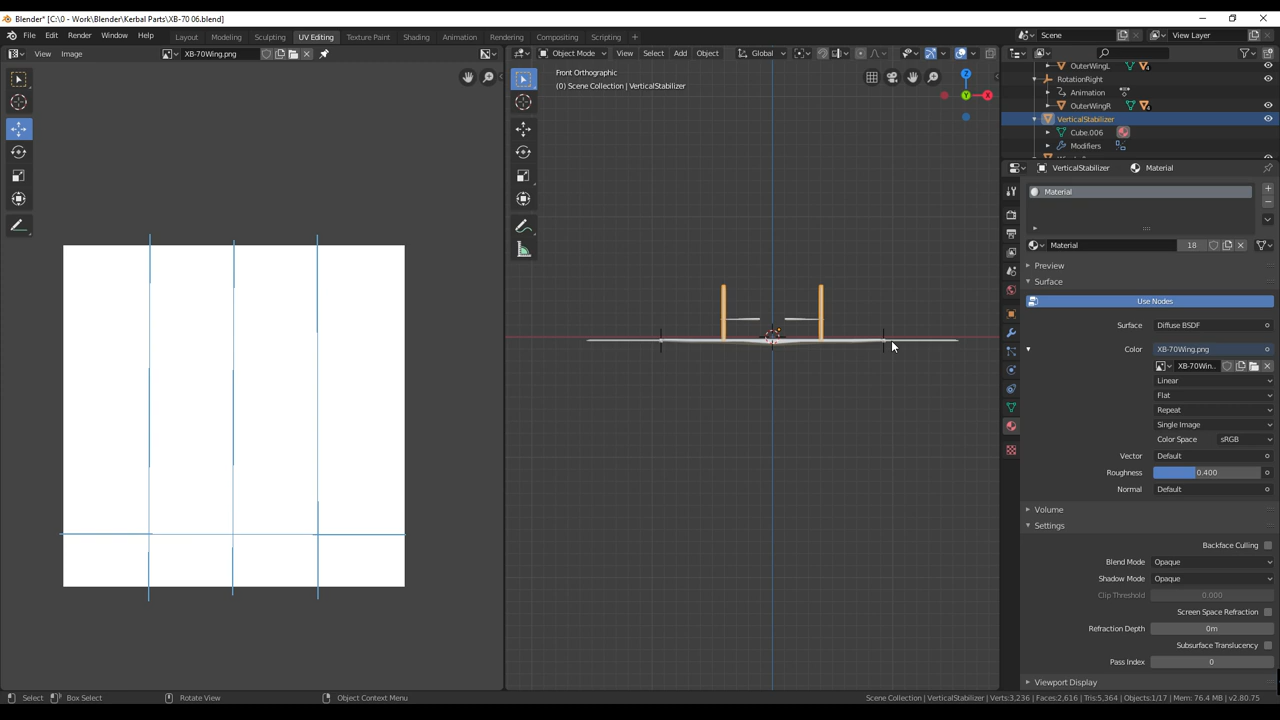 Blender* [C:\0 - Work\Blender\Kerbal Parts\XB-70 06.blend]
File Edit Render Window Help Layout Modeling Sculpting UV Editing Texture Paint Shading Animation Rendering Compositing Scripting + Scene View Layer
View Image XB-70Wing.png Object Mode View Select Add Object Global
Front Orthographic
(0) Scene Collection | VerticalStabilizer
Z
Y
X
OuterWingL
RotationRight
Animation
OuterWingR
VerticalStabilizer
Cube.006
Modifiers
VerticalStabilizer Material
Material
Material 18
Preview
Surface
Use Nodes
Surface Diffuse BSDF
Color XB-70Wing.png
XB-70Win..
Linear
Flat
Repeat
Single Image
Color Space sRGB
Vector Default
Roughness 0.400
Normal Default
Volume
Settings
Backface Culling
Blend Mode Opaque
Shadow Mode Opaque
Clip Threshold 0.000
Screen Space Refraction
Refraction Depth 0m
Subsurface Translucency
Pass Index 0
Viewport Display
Select Box Select Rotate View Object Context Menu Scene Collection | VerticalStabilizer | Verts:3,236 | Faces:2,616 | Tris:5,364 | Objects:1/17 | Mem: 76.4 MB | v2.80.75